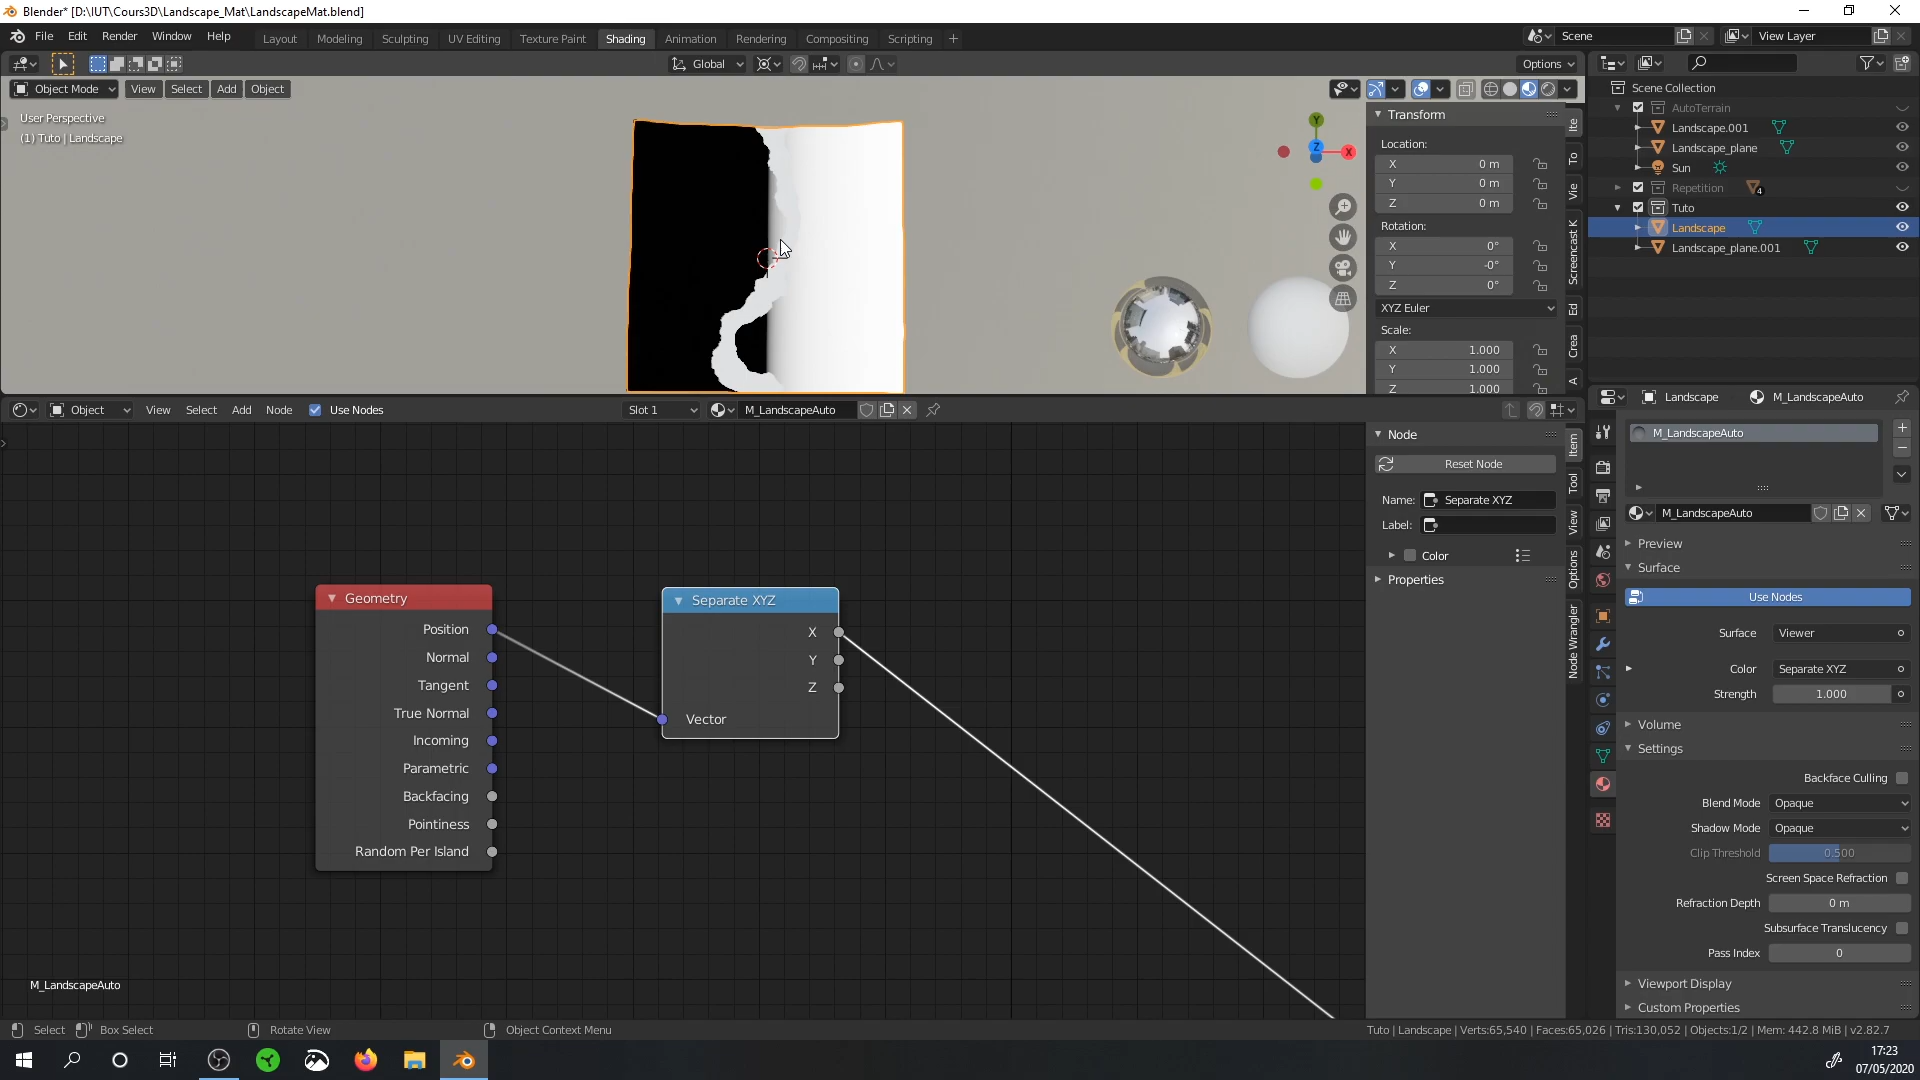 Blender* [D:\IUT\Cours3D\Landscape_Mat\LandscapeMat.blend]
File Edit Render Window Help Layout Modeling Sculpting UV Editing Texture Paint Shading Animation Rendering Compositing Scripting + Scene View Layer
Global Options
Object Mode View Select Add Object
User Perspective
(1) Tuto | Landscape
Y
Z
X
Transform
Location:
X 0 m
Y 0 m
Z 0 m
Rotation:
X 0°
Y -0°
Z 0°
XYZ Euler
Scale:
X 1.000
Y 1.000
Z 1.000
Ite
To
Vie
Screencast K
Ed
Crea
A
Scene Collection
AutoTerrain
Landscape.001
Landscape_plane
Sun
Repetition 4
Tuto
Landscape
Landscape_plane.001
Object View Select Add Node Use Nodes Slot 1 M_LandscapeAuto
Geometry
Position
Normal
Tangent
True Normal
Incoming
Parametric
Backfacing
Pointiness
Random Per Island
Separate XYZ
X
Y
Z
Vector
M_LandscapeAuto
Node
Reset Node
Name: Separate XYZ
Label:
Color
Properties
Item
Tool
View
Options
Node Wrangler
Landscape M_LandscapeAuto
M_LandscapeAuto
M_LandscapeAuto
Preview
Surface
Use Nodes
Surface Viewer
Color Separate XYZ
Strength 1.000
Volume
Settings
Backface Culling
Blend Mode Opaque
Shadow Mode Opaque
Clip Threshold 0.500
Screen Space Refraction
Refraction Depth 0 m
Subsurface Translucency
Pass Index 0
Viewport Display
Custom Properties
Select Box Select Rotate View Object Context Menu Tuto | Landscape | Verts:65,540 | Faces:65,026 | Tris:130,052 | Objects:1/2 | Mem: 442.8 MiB | v2.82.7
17:23
07/05/2020